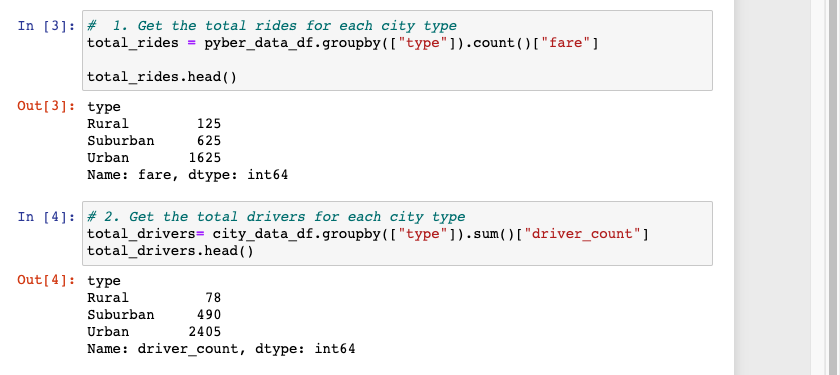 In [3]: #  1. Get the total rides for each city type
total_rides = pyber_data_df.groupby(["type"]).count()["fare"]
total_rides.head()
Out[3]: type
Rural        125
Suburban     625
Urban       1625
Name: fare, dtype: int64
In [4]: # 2. Get the total drivers for each city type
total_drivers= city_data_df.groupby(["type"]).sum()["driver_count"]
total_drivers.head()
Out[4]: type
Rural         78
Suburban     490
Urban       2405
Name: driver_count, dtype: int64